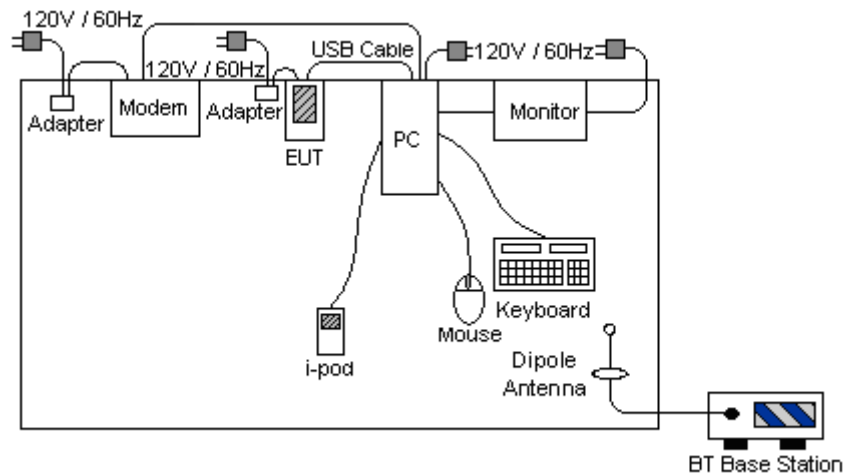 120V / 60Hz
USB Cable
120V / 60Hz
120V / 60Hz
Adapter
Modem
Adapter
EUT
PC
Monitor
i-pod
Mouse
Keyboard
Dipole
Antenna
BT Base Station